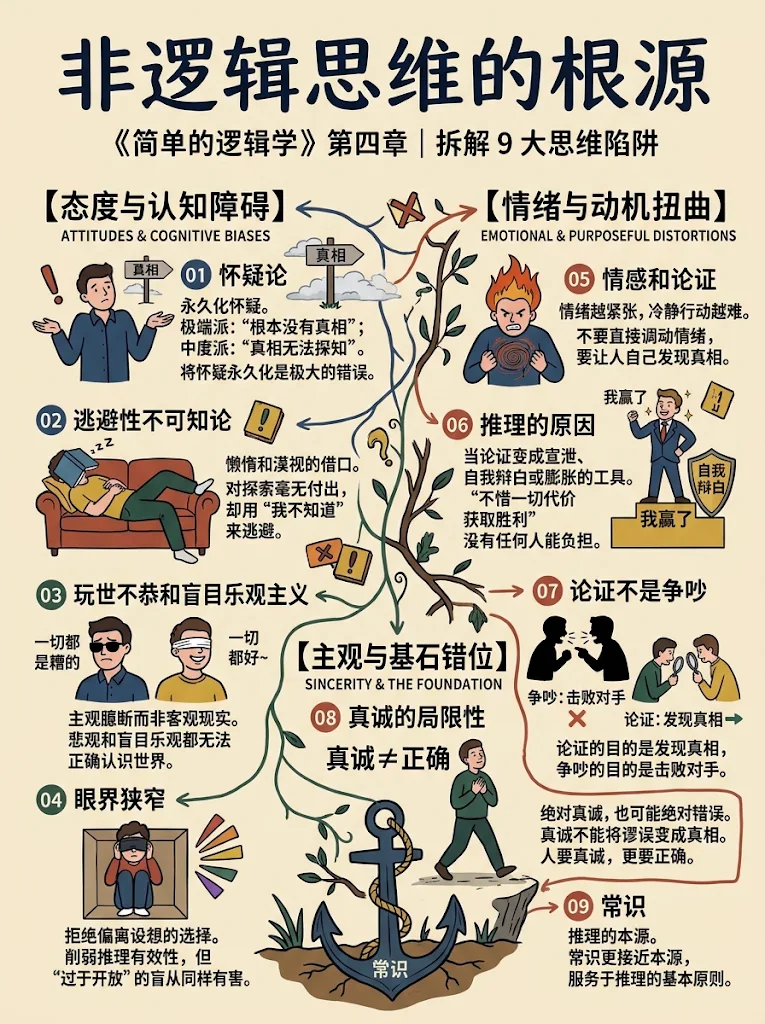 非逻辑思维的根源
《简单的逻辑学》第四章｜拆解 9 大思维陷阱
【态度与认知障碍】
ATTITUDES & COGNITIVE BIASES
真相
01 怀疑论
真相
永久化怀疑。
极端派：“根本没有真相”；
中度派：“真相无法探知”。
将怀疑永久化是极大的错误。
02 逃避性不可知论
zzz
懒惰和漠视的借口。
对探索毫无付出，
却用“我不知道”
来逃避。
03 玩世不恭和盲目乐观主义
一切都
是糟的
一切
都好~
主观臆断而非客观现实。
悲观和盲目乐观都无法
正确认识世界。
04 眼界狭窄
拒绝偏离设想的选择。
削弱推理有效性，但
“过于开放”的盲从同样有害。
【情绪与动机扭曲】
EMOTIONAL & PURPOSEFUL DISTORTIONS
05 情感和论证
情绪越紧张，冷静行动越难。
不要直接调动情绪，
要让人自己发现真相。
06 推理的原因
我赢了
当论证变成宣泄、
自我辩白或膨胀的工具。
“不惜一切代价
获取胜利”
没有任何人能负担。
自我
辩白
我赢了
07 论证不是争吵
争吵：击败对手
论证：发现真相
论证的目的是发现真相，
争吵的目的是击败对手。
【主观与基石错位】
SINCERITY & THE FOUNDATION
08 真诚的局限性
真诚≠正确
绝对真诚，也可能绝对错误。
真诚不能将谬误变成真相。
人要真诚，更要正确。
09 常识
推理的本源。
常识更接近本源，
服务于推理的基本原则。
常识